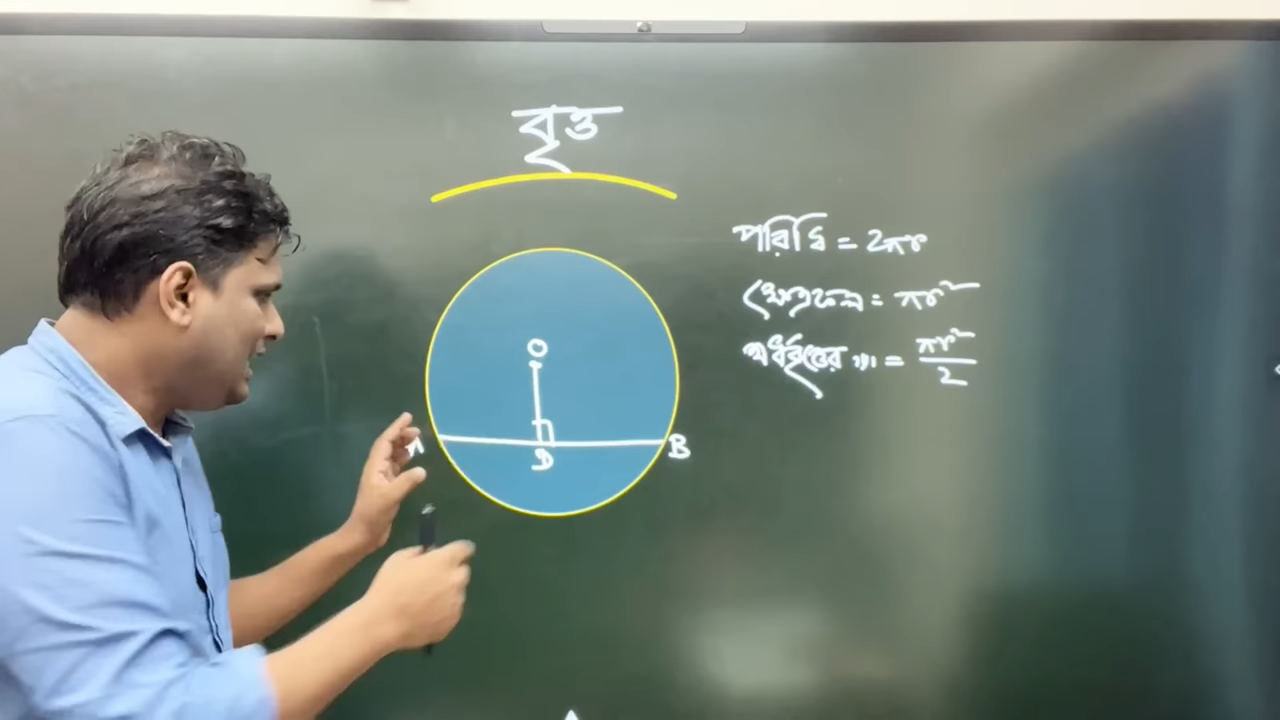 বৃত্ত
পরিধি = 2πr
ক্ষেত্রফল = πr²
অর্ধবৃত্তের " = πr²/2
O
A
D
B